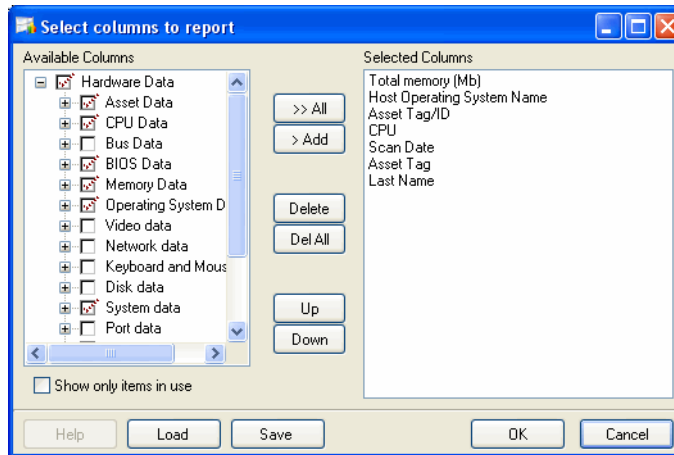 Select columns to report
Available Columns
Hardware Data
Asset Data
CPU Data
Bus Data
BIOS Data
Memory Data
Operating System D
Video data
Network data
Keyboard and Mous
Disk data
System data
Port data
Show only items in use
>> All
> Add
Delete
Del All
Up
Down
Selected Columns
Total memory (Mb)
Host Operating System Name
Asset Tag/ID
CPU
Scan Date
Asset Tag
Last Name
Help
Load
Save
OK
Cancel